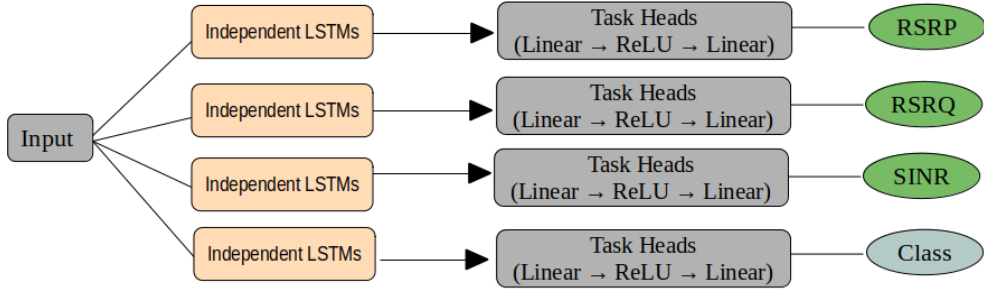 Independent LSTMs
Task Heads
(Linear → ReLU → Linear)
RSRP
Input
Independent LSTMs
Task Heads
(Linear → ReLU → Linear)
RSRQ
Independent LSTMs
Task Heads
(Linear → ReLU → Linear)
SINR
Independent LSTMs
Task Heads
(Linear → ReLU → Linear)
Class